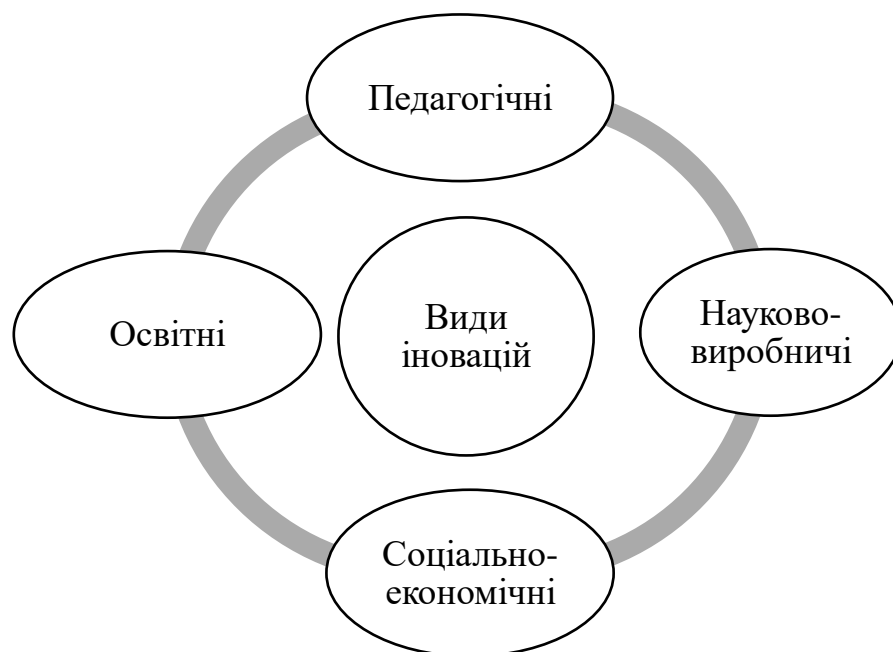 Педагогічні
Освітні
Види
іновацій
Науково-
виробничі
Соціально-
економічні